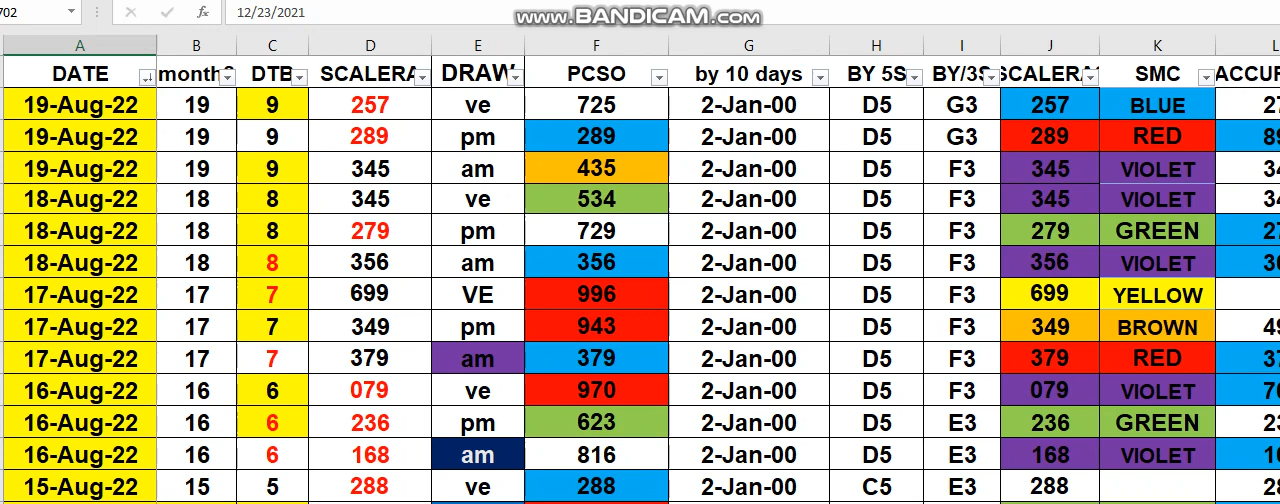 702 fx 12/23/2021
www.BANDICAM.com
A B C D E F G H I J K L
DATE DTB SCALERA DRAW PCSO by 10 days BY 5S BY/3S SCALERA SMC
19-Aug-22 19 9 257 ve 725 2-Jan-00 D5 G3 257 BLUE
19-Aug-22 19 9 289 pm 289 2-Jan-00 D5 G3 289 RED
19-Aug-22 19 9 345 am 435 2-Jan-00 D5 F3 345 VIOLET
18-Aug-22 18 8 345 ve 534 2-Jan-00 D5 F3 345 VIOLET
18-Aug-22 18 8 279 pm 729 2-Jan-00 D5 F3 279 GREEN
18-Aug-22 18 8 356 am 356 2-Jan-00 D5 F3 356 VIOLET
17-Aug-22 17 7 699 VE 996 2-Jan-00 D5 F3 699 YELLOW
17-Aug-22 17 7 349 pm 943 2-Jan-00 D5 F3 349 BROWN
17-Aug-22 17 7 379 am 379 2-Jan-00 D5 F3 379 RED
16-Aug-22 16 6 079 ve 970 2-Jan-00 D5 F3 079 VIOLET
16-Aug-22 16 6 236 pm 623 2-Jan-00 D5 E3 236 GREEN
16-Aug-22 16 6 168 am 816 2-Jan-00 D5 E3 168 VIOLET
15-Aug-22 15 5 288 ve 288 2-Jan-00 C5 E3 288